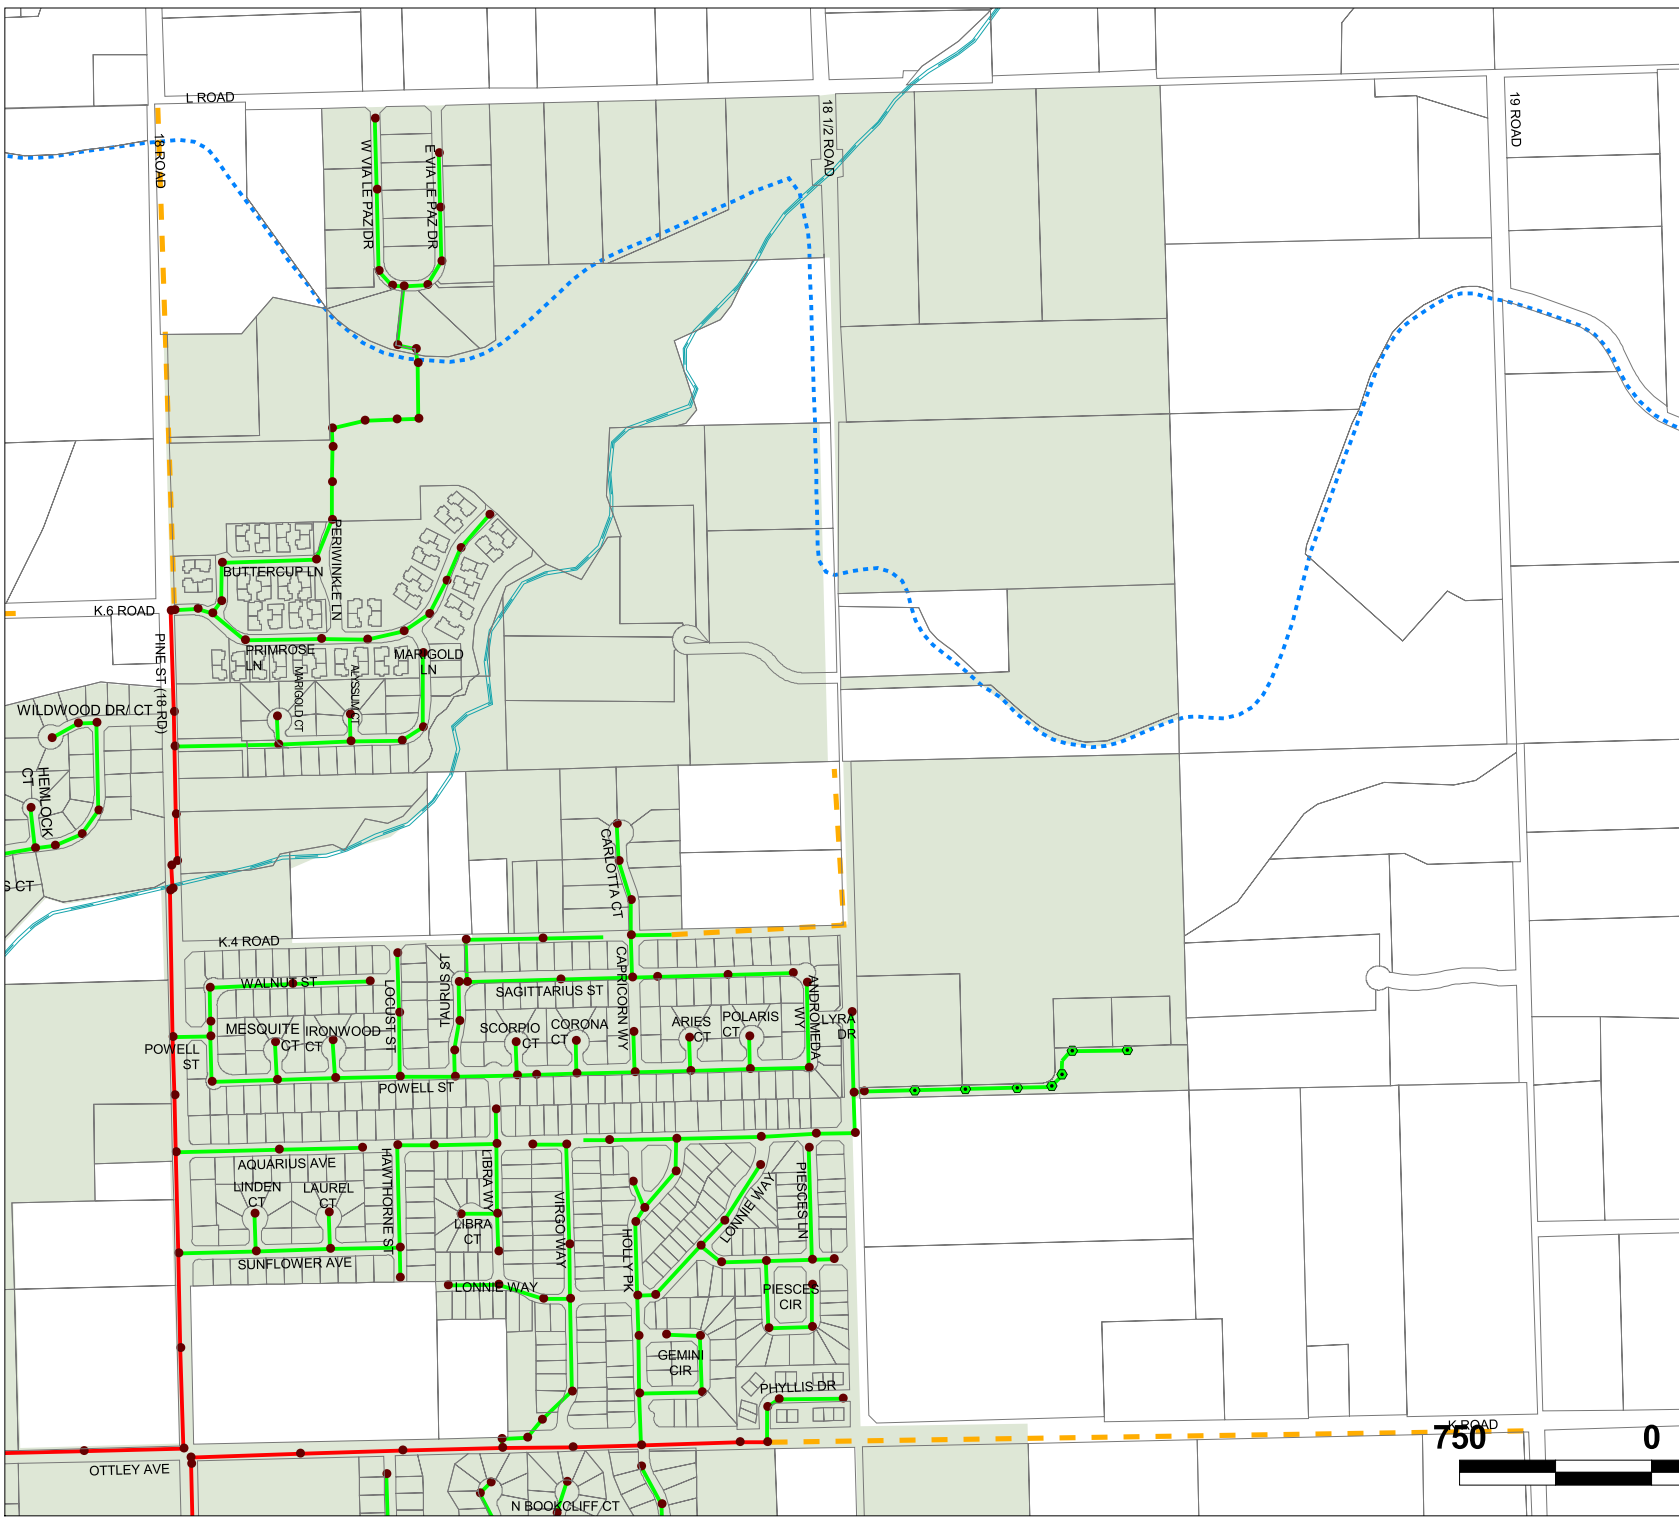 L ROAD
18 ROAD
W VIA LE PAZ DR
E VIA LE PAZ DR
18 1/2 ROAD
19 ROAD
K.6 ROAD
BUTTERCUP LN
PERIWINKLE LN
PINE ST (18 RD)
PRIMROSE
LN
MARIGOLD
LN
MARIGOLD CT
ALYSSUM CT
WILDWOOD DR/ CT
HEMLOCK
CT
S CT
CARLOTTA CT
K.4 ROAD
WALNUT ST
LOCUST ST
TAURUS ST
SAGITTARIUS ST
CAPRICORN WY
ANDROMEDA
WY
LYRA
DR
MESQUITE
CT
IRONWOOD
CT
SCORPIO
CT
CORONA
CT
ARIES
CT
POLARIS
CT
POWELL
ST
POWELL ST
AQUARIUS AVE
HAWTHORNE ST
LIBRA WY
LINDEN
CT
LAUREL
CT
LIBRA
CT
VIRGO WAY
HOLLY PK
LONNIE WAY
PIESCES LN
SUNFLOWER AVE
LONNIE WAY
PIESCES
CIR
GEMINI
CIR
PHYLLIS DR
K ROAD
750
0
OTTLEY AVE
N BOOKCLIFF CT